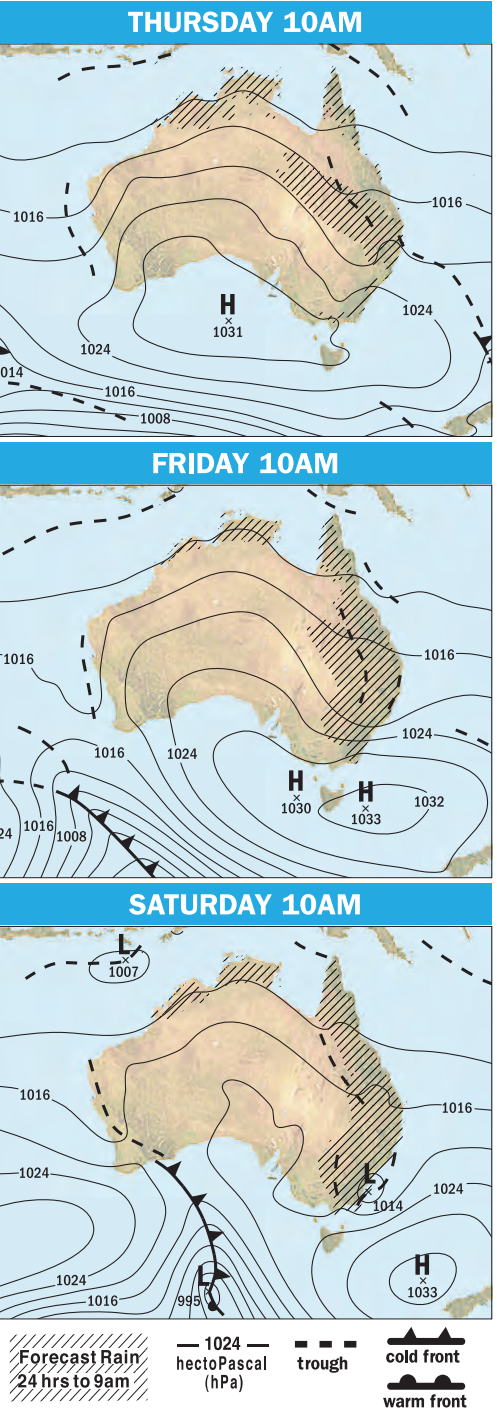 THURSDAY 10AM
1016
1016
H
1031
1024
1024
014
1016
1008
FRIDAY 10AM
1016
1016
1016
1024
1024
H
1030
H
1033
1032
24
1016
1008
SATURDAY 10AM
L
1007
1016
1016
1024
L
1014
1024
1024
H
1033
1016
L
995
Forecast Rain
24 hrs to 9am
1024
hectoPascal
(hPa)
trough
cold front
warm front